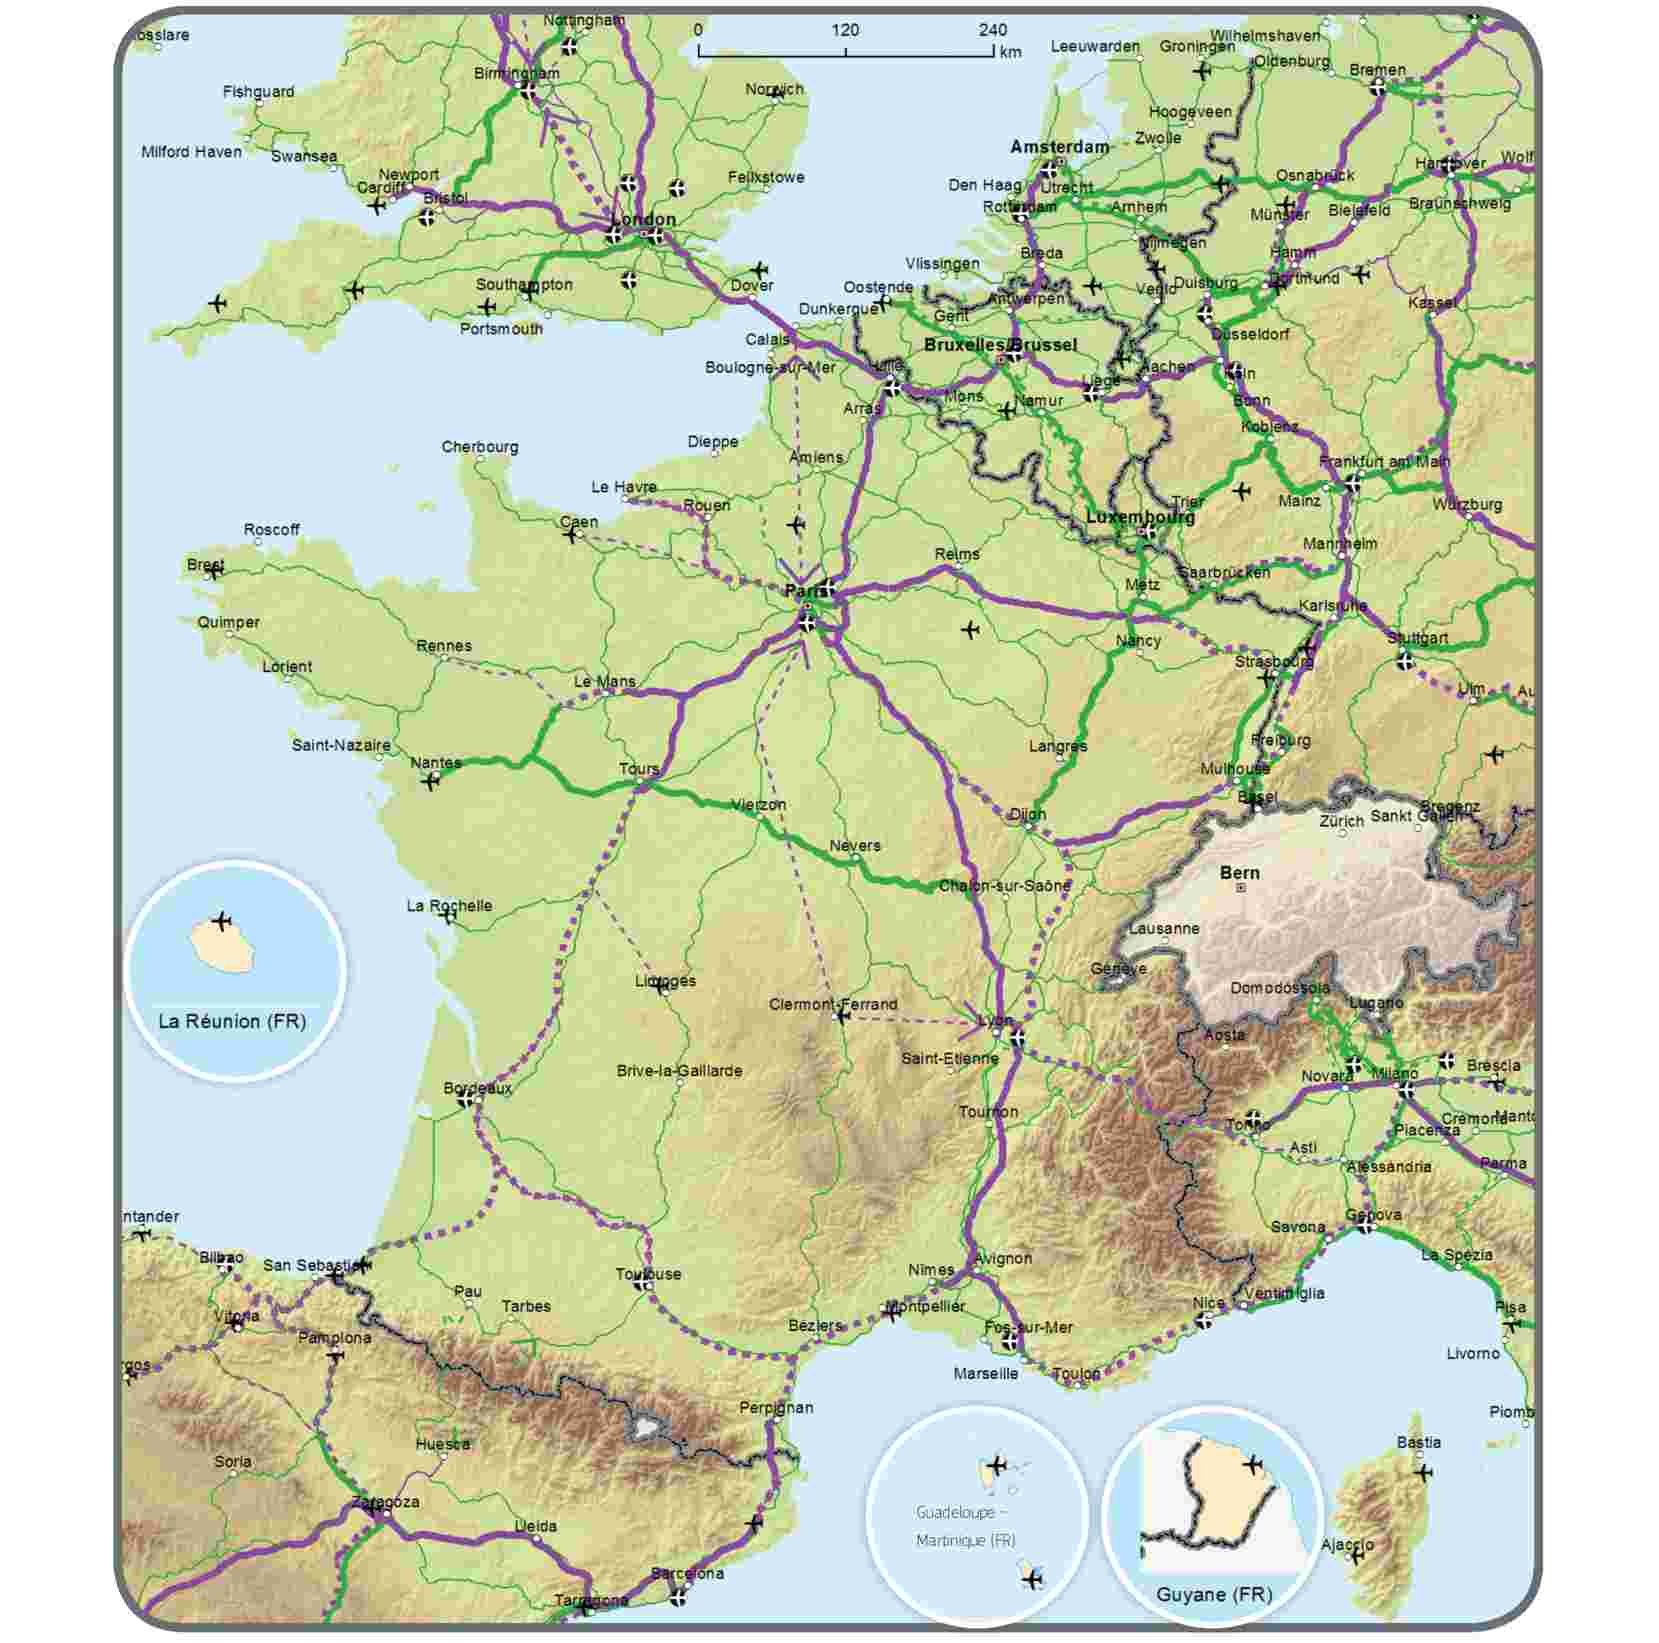 Nottingham
0 120 240
km
Wilhelmshaven
Leeuwarden
Groningen
Oldenburg
Birmingham
Bremen
Fishguard
Norwich
Hoogeveen
Zwolle
Amsterdam
Milford Haven
Swansea
Hannover
Newport
Felixstowe
Den Haag
Utrecht
Osnabrück
Cardiff
Bristol
Rotterdam
Arnhem
Münster
Bielefeld
Braunschweig
London
Nijmegen
Breda
Hamm
Vlissingen
Dortmund
Southampton
Dover
Oostende
Venlo
Duisburg
Antwerpen
Kassel
Dunkerque
Gent
Portsmouth
Düsseldorf
Calais
Bruxelles/Brussel
Boulogne-sur-Mer
Lille
Aachen
Köln
Liège
Mons
Namur
Bonn
Arras
Koblenz
Dieppe
Cherbourg
Amiens
Frankfurt am Main
Le Havre
Rouen
Trier
Mainz
Würzburg
Luxembourg
Caen
Roscoff
Mannheim
Reims
Brest
Saarbrücken
Metz
Paris
Karlsruhe
Quimper
Nancy
Stuttgart
Rennes
Strasbourg
Lorient
Le Mans
Ulm
Saint-Nazaire
Langres
Freiburg
Nantes
Tours
Mulhouse
Basel
Vierzon
Dijon
Bregenz
Zürich
Sankt Gallen
Nevers
Bern
Chalon-sur-Saône
La Rochelle
Lausanne
Genève
Limoges
Domodossola
Clermont-Ferrand
Lugano
La Réunion (FR)
Lyon
Aosta
Saint-Etienne
Brive-la-Gaillarde
Novara
Milano
Brescia
Bordeaux
Tournon
Torino
Cremona
Piacenza
Asti
Alessandria
Parma
Savona
Genova
Bilbao
San Sebastien
Avignon
La Spezia
Nîmes
Toulouse
Pau
Tarbes
Montpellier
Nice
Ventimiglia
Pisa
Vitoria
Béziers
Fos-sur-Mer
Pamplona
Livorno
Marseille
Toulon
Perpignan
Huesca
Bastia
Soria
Zaragoza
Guadeloupe –
Martinique (FR)
Lleida
Ajaccio
Barcelona
Guyane (FR)
Tarragona